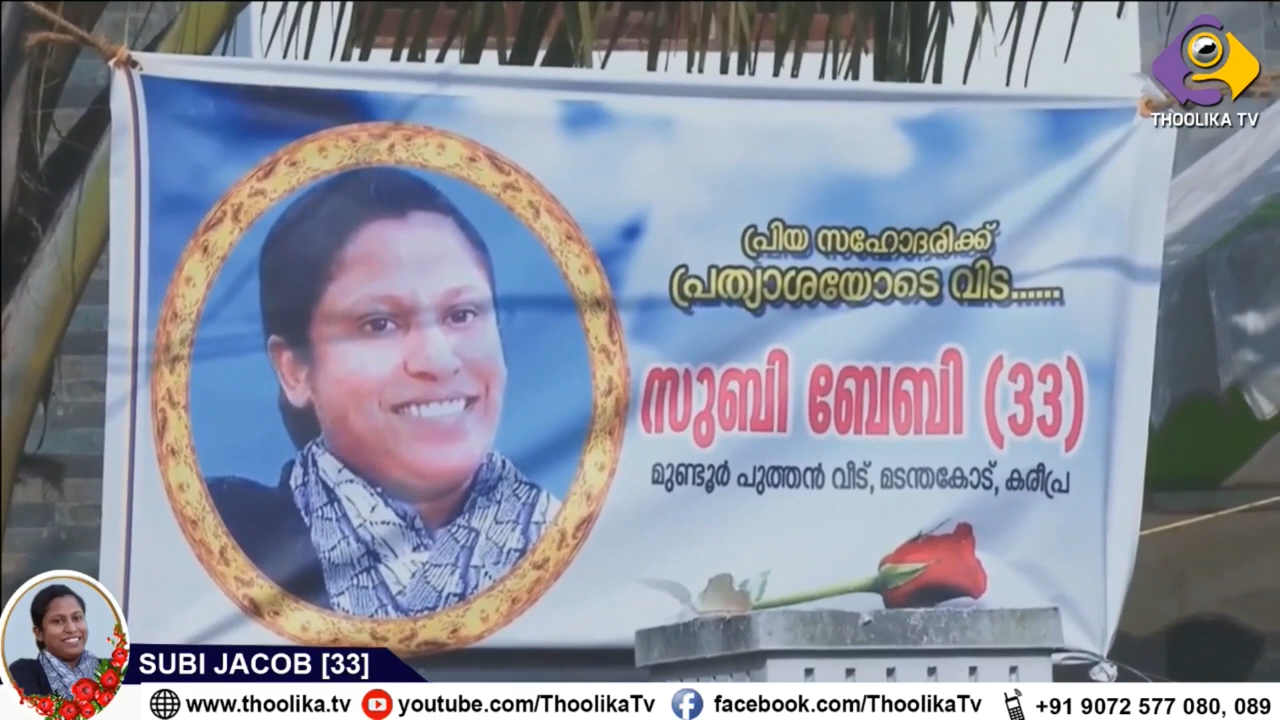 THOOLIKA TV
പ്രിയ സഹോദരിക്ക്
പ്രത്യാശയോടെ വിട......
സുബി ബേബി (33)
മുണ്ടൂർ പുത്തൻ വീട്, മടന്തകോട്, കരീപ്ര
SUBI JACOB [33]
www.thoolika.tv youtube.com/ThoolikaTv facebook.com/ThoolikaTv +91 9072 577 080, 089